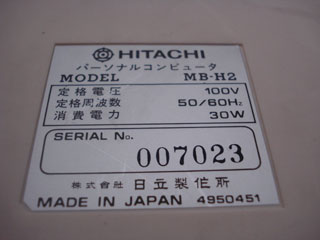 HITACHI
パーソナルコンピュータ
MODEL MB-H2
定格電圧 100V
定格周波数 50/60Hz
消費電力 30W
SERIAL No. 007023
株式會社 日立製作所
MADE IN JAPAN 4950451